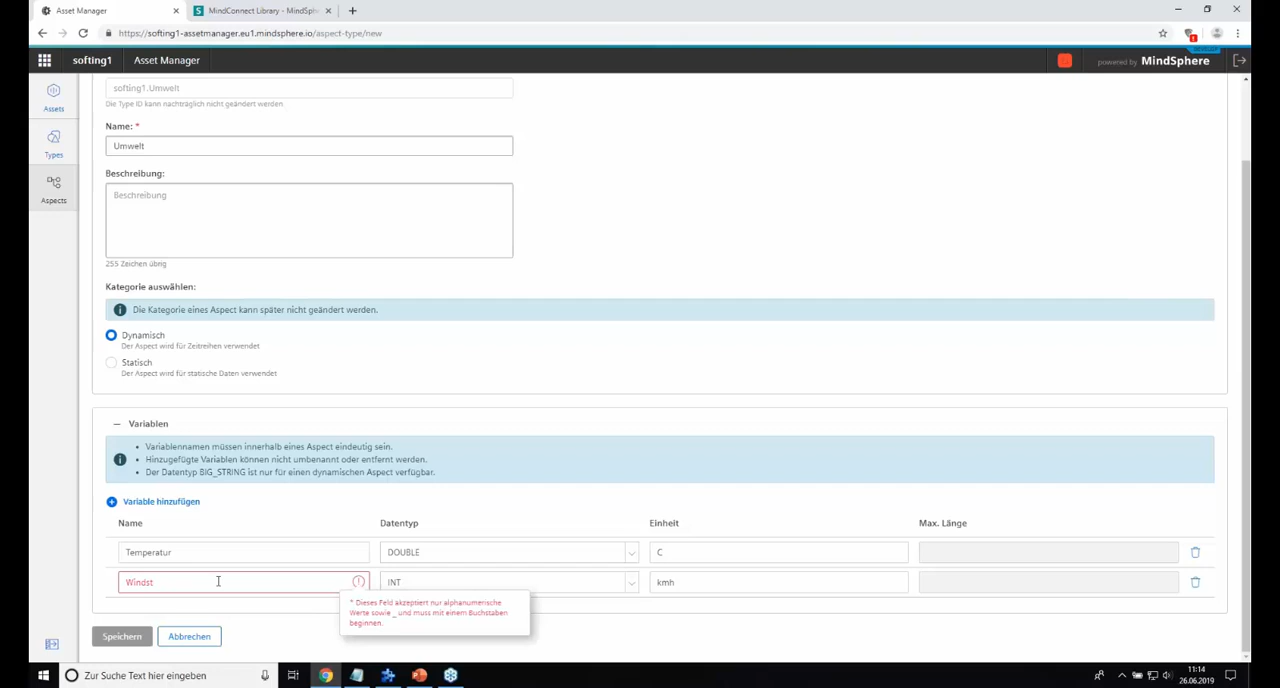 Asset Manager
MindConnect Library - MindSph
https://softing1-assetmanager.eu1.mindsphere.io/aspect-type/new
softing1
Asset Manager
powered by MindSphere
Assets
Types
Aspects
softing1.Umwelt
Die Type ID kann nachträglich nicht geändert werden
Name: *
Umwelt
Beschreibung:
Beschreibung
255 Zeichen übrig
Kategorie auswählen:
Die Kategorie eines Aspect kann später nicht geändert werden.
Dynamisch
Der Aspect wird für Zeitreihen verwendet
Statisch
Der Aspect wird für statische Daten verwendet
Variablen
• Variablennamen müssen innerhalb eines Aspect eindeutig sein.
• Hinzugefügte Variablen können nicht umbenannt oder entfernt werden.
• Der Datentyp BIG_STRING ist nur für einen dynamischen Aspect verfügbar.
Variable hinzufügen
Name Datentyp Einheit Max. Länge
Temperatur DOUBLE C
Windst INT kmh
* Dieses Feld akzeptiert nur alphanumerische
Werte sowie _ und muss mit einem Buchstaben
beginnen.
Speichern Abbrechen
Zur Suche Text hier eingeben
11:14
26.06.2019